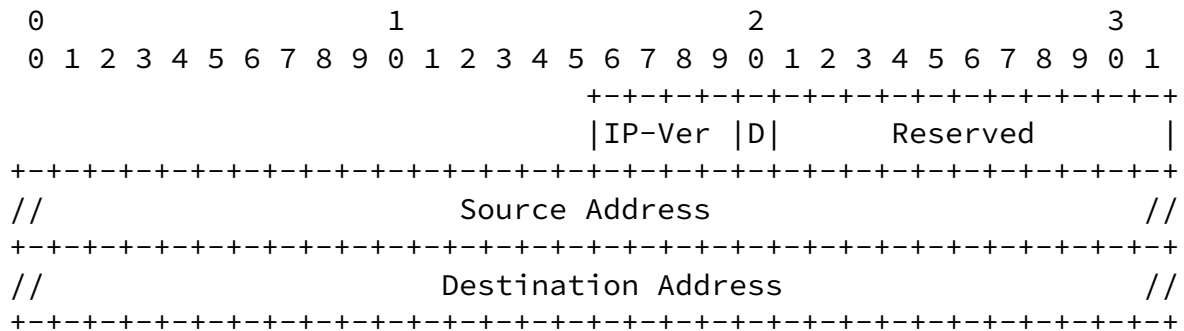 0                   1                   2                   3
 0 1 2 3 4 5 6 7 8 9 0 1 2 3 4 5 6 7 8 9 0 1 2 3 4 5 6 7 8 9 0 1
                                +-+-+-+-+-+-+-+-+-+-+-+-+-+-+-+-+
                                |IP-Ver |D|      Reserved       |
+-+-+-+-+-+-+-+-+-+-+-+-+-+-+-+-+-+-+-+-+-+-+-+-+-+-+-+-+-+-+-+-+
//                       Source Address                        //
+-+-+-+-+-+-+-+-+-+-+-+-+-+-+-+-+-+-+-+-+-+-+-+-+-+-+-+-+-+-+-+-+
//                      Destination Address                    //
+-+-+-+-+-+-+-+-+-+-+-+-+-+-+-+-+-+-+-+-+-+-+-+-+-+-+-+-+-+-+-+-+